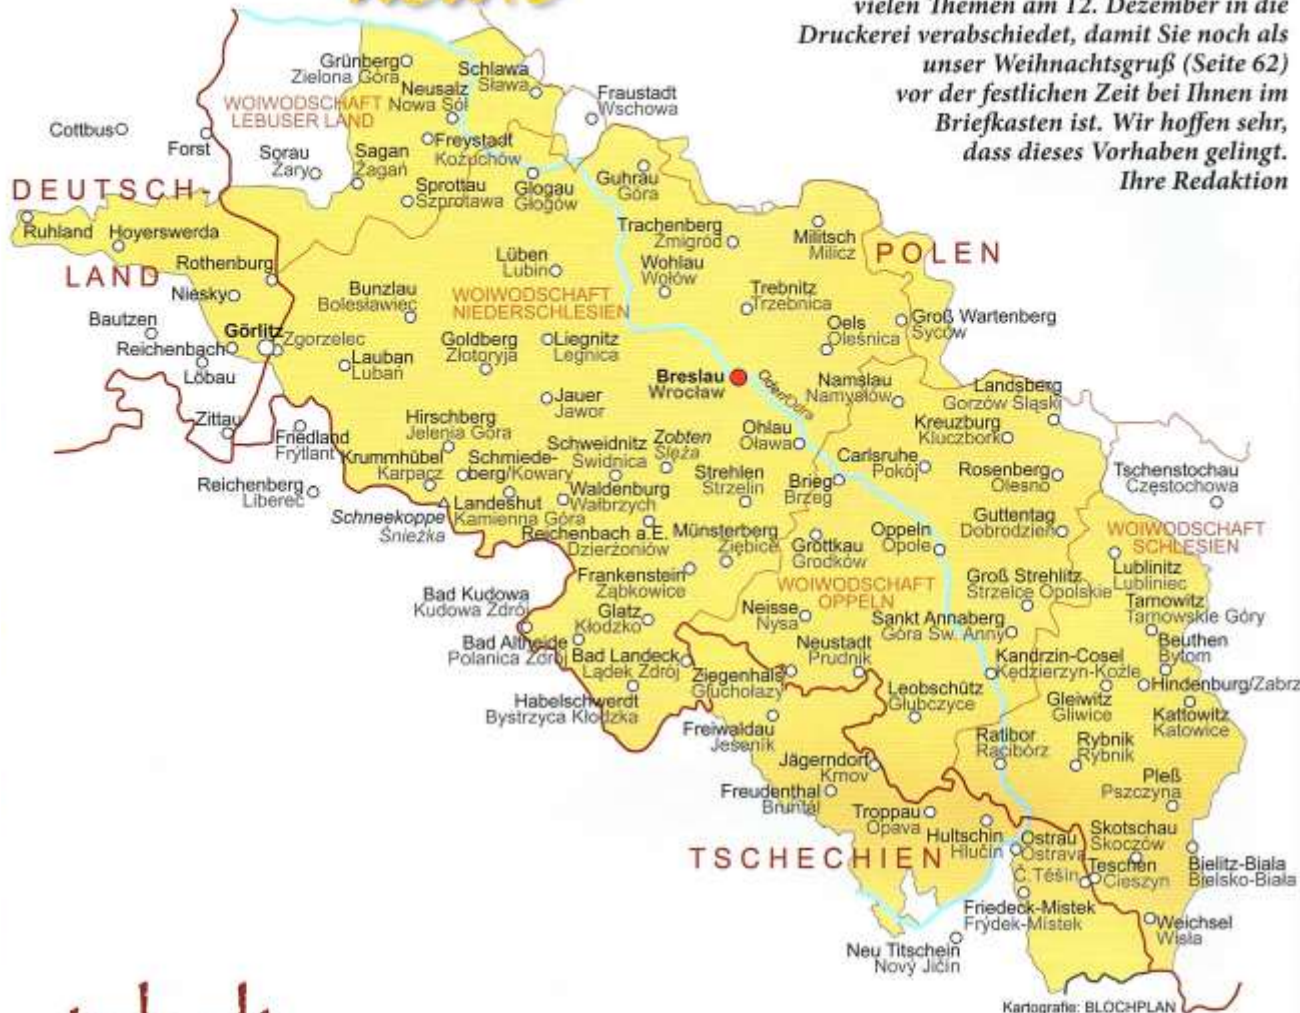 vielen Themen am 12. Dezember in die
Druckerei verabschiedet, damit Sie noch als
unser Weihnachtsgruß (Seite 62)
vor der festlichen Zeit bei Ihnen im
Briefkasten ist. Wir hoffen sehr,
dass dieses Vorhaben gelingt.
Ihre Redaktion
Grünberg
Zielona Góra
Schlawa
Sława
Neusalz
Nowa Sól
Fraustadt
Wschowa
WOIWODSCHAFT
LEBUSER LAND
Cottbus
Forst
Freystadt
Kożuchów
Sorau
Żary
Sagan
Żagań
Sprottau
Szprotawa
Glogau
Głogów
Guhrau
Góra
DEUTSCH-
LAND
Ruhland
Hoyerswerda
Rothenburg
Niesky
Bautzen
Reichenbach
Löbau
Görlitz
Zgorzelec
Zittau
Trachenberg
Żmigród
Militsch
Milicz
POLEN
Lüben
Lubin
Wohlau
Wołów
Trebnitz
Trzebnica
Bunzlau
Bolesławiec
WOIWODSCHAFT
NIEDERSCHLESIEN
Oels
Oleśnica
Groß Wartenberg
Syców
Goldberg
Złotoryja
Liegnitz
Legnica
Lauban
Lubań
Breslau
Wrocław
Oder/Odra
Namslau
Namysłów
Landsberg
Gorzów Śląski
Jauer
Jawor
Kreuzburg
Kluczbork
Hirschberg
Jelenia Góra
Friedland
Frýtlant
Krummhübel
Karpacz
Schmiede-
berg/Kowary
Schweidnitz
Świdnica
Zobten
Ślęża
Ohlau
Oława
Carlsruhe
Pokój
Rosenberg
Olesno
Tschenstochau
Częstochowa
Strehlen
Strzelin
Brieg
Brzeg
Reichenberg
Liberec
Schneekoppe
Śnieżka
Landeshut
Kamienna Góra
Waldenburg
Wałbrzych
Reichenbach a.E.
Dzierżoniów
Münsterberg
Ziębice
Grottkau
Grodków
Oppeln
Opole
Guttentag
Dobrodzień
WOIWODSCHAFT
SCHLESIEN
Lublinitz
Lubliniec
Frankenstein
Ząbkowice
WOIWODSCHAFT
OPPELN
Groß Strehlitz
Strzelce Opolskie
Tarnowitz
Tarnowskie Góry
Bad Kudowa
Kudowa Zdrój
Glatz
Kłodzko
Neisse
Nysa
Sankt Annaberg
Góra Św. Anny
Beuthen
Bytom
Bad Altheide
Polanica Zdrój
Bad Landeck
Lądek Zdrój
Ziegenhals
Głuchołazy
Neustadt
Prudnik
Kandrzin-Cosel
Kędzierzyn-Koźle
Hindenburg/Zabrz
Habelschwerdt
Bystrzyca Kłodzka
Leobschütz
Głubczyce
Gleiwitz
Gliwice
Kattowitz
Katowice
Freiwaldau
Jeseník
Ratibor
Racibórz
Rybnik
Rybnik
Jägerndorf
Krnov
Pleß
Pszczyna
Freudenthal
Bruntál
Troppau
Opava
Hultschin
Hlučín
Ostrau
Ostrava
Skotschau
Skoczów
TSCHECHIEN
Č.Těšín
Teschen
Cieszyn
Bielitz-Biala
Bielsko-Biała
Friedeck-Mistek
Frýdek-Místek
Weichsel
Wisła
Neu Titschein
Nový Jičín
Kartografie: BLOCHPLAN